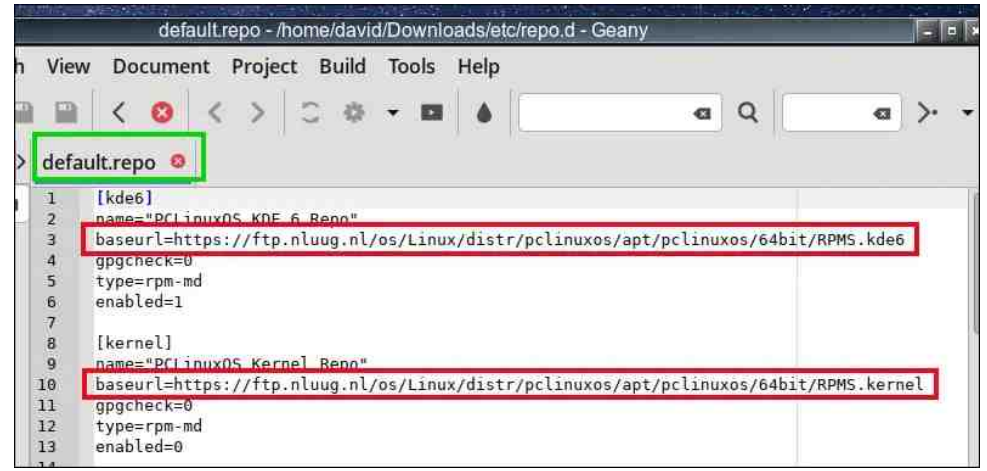 default.repo - /home/david/Downloads/etc/repo.d - Geany
h View Document Project Build Tools Help
default.repo
1 [kde6]
2 name="PCLinuxOS KDE 6 Repo"
3 baseurl=https://ftp.nluug.nl/os/Linux/distr/pclinuxos/apt/pclinuxos/64bit/RPMS.kde6
4 gpgcheck=0
5 type=rpm-md
6 enabled=1
7
8 [kernel]
9 name="PCLinuxOS Kernel Repo"
10 baseurl=https://ftp.nluug.nl/os/Linux/distr/pclinuxos/apt/pclinuxos/64bit/RPMS.kernel
11 gpgcheck=0
12 type=rpm-md
13 enabled=0
14